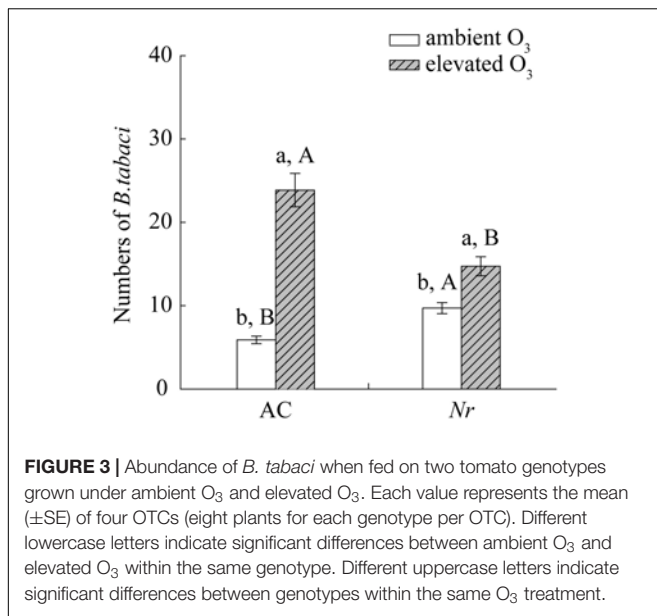 ambient O₃
elevated O₃
40
30
20
10
0
Numbers of B.tabaci
b, B
a, A
b, A
a, B
AC
Nr
FIGURE 3 | Abundance of B. tabaci when fed on two tomato genotypes
grown under ambient O₃ and elevated O₃. Each value represents the mean
(±SE) of four OTCs (eight plants for each genotype per OTC). Different
lowercase letters indicate significant differences between ambient O₃ and
elevated O₃ within the same genotype. Different uppercase letters indicate
significant differences between genotypes within the same O₃ treatment.